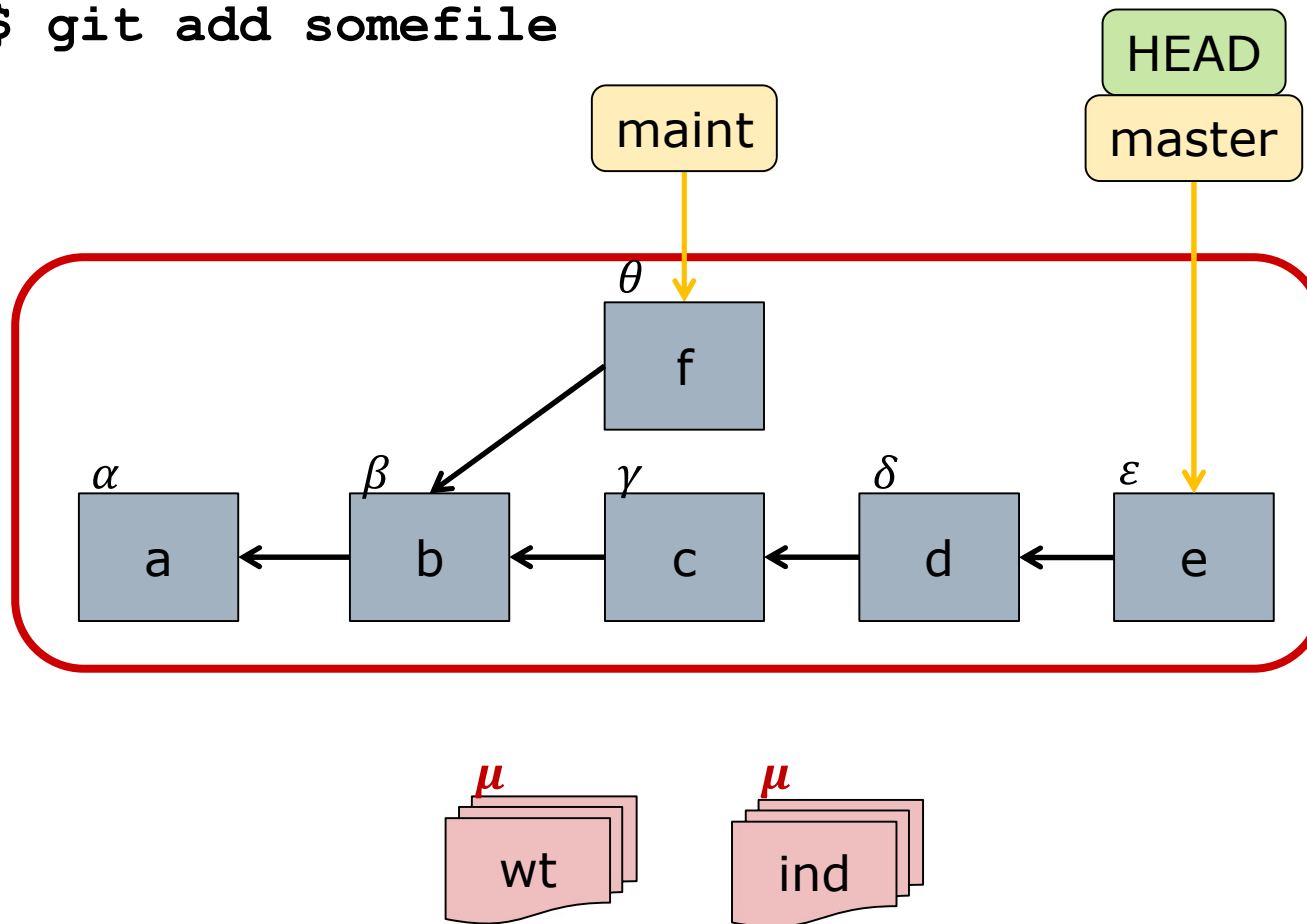 $ git add somefile
HEAD
maint
master
θ
f
α
β
γ
δ
ε
a
b
c
d
e
μ
μ
wt
ind